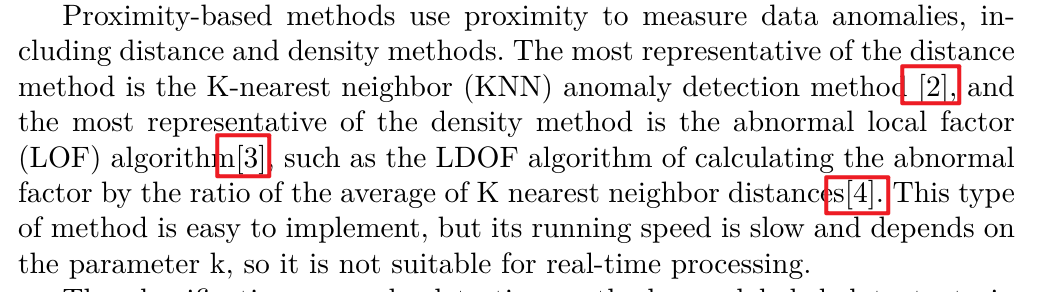 Proximity-based methods use proximity to measure data anomalies, in-
cluding distance and density methods. The most representative of the distance
method is the K-nearest neighbor (KNN) anomaly detection method [2], and
the most representative of the density method is the abnormal local factor
(LOF) algorithm[3], such as the LDOF algorithm of calculating the abnormal
factor by the ratio of the average of K nearest neighbor distances[4]. This type
of method is easy to implement, but its running speed is slow and depends on
the parameter k, so it is not suitable for real-time processing.